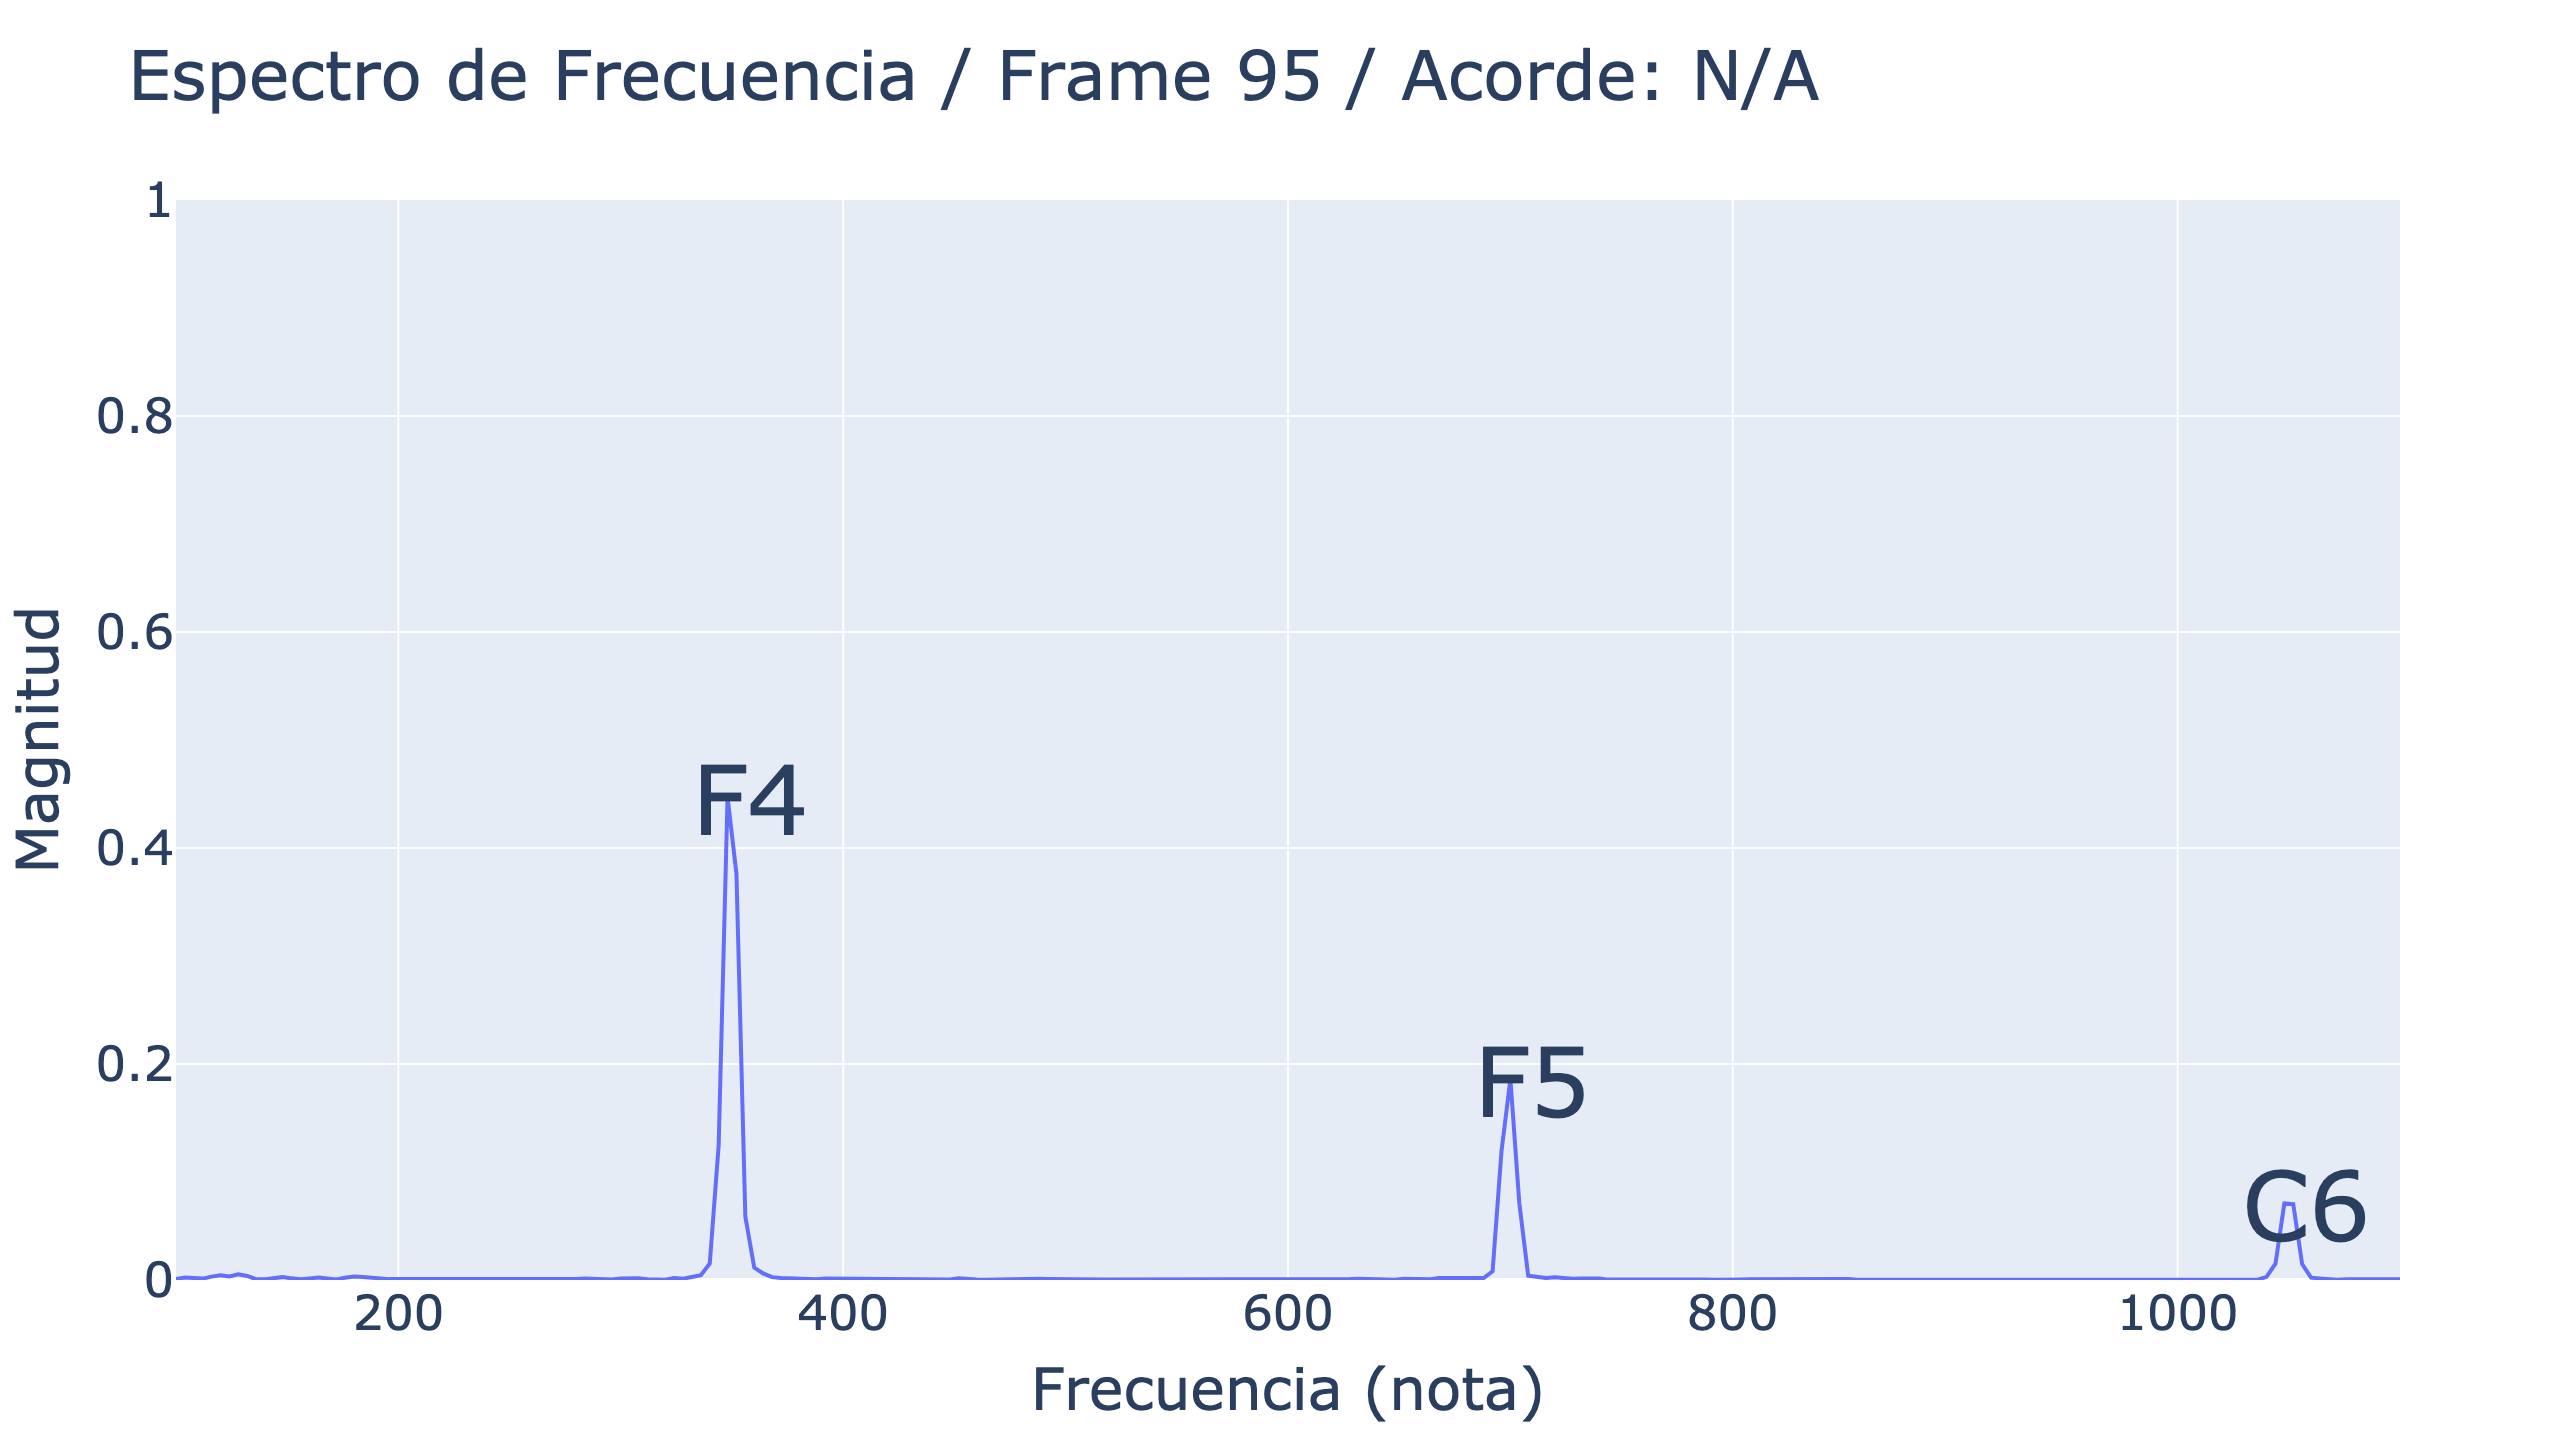 Espectro de Frecuencia / Frame 95 / Acorde: N/A
1
0.8
0.6
0.4
0.2
0
Magnitud
F4
F5
C6
200 400 600 800 1000
Frecuencia (nota)